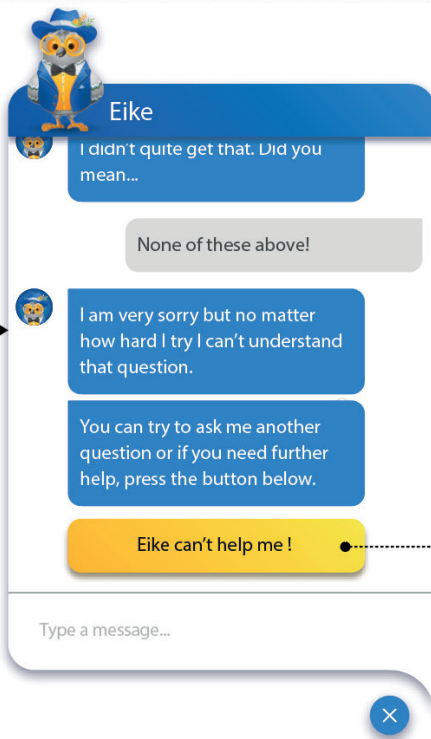 Eike
I didn't quite get that. Did you
mean...
None of these above!
I am very sorry but no matter
how hard I try I can't understand
that question.
You can try to ask me another
question or if you need further
help, press the button below.
Eike can't help me !
Type a message...